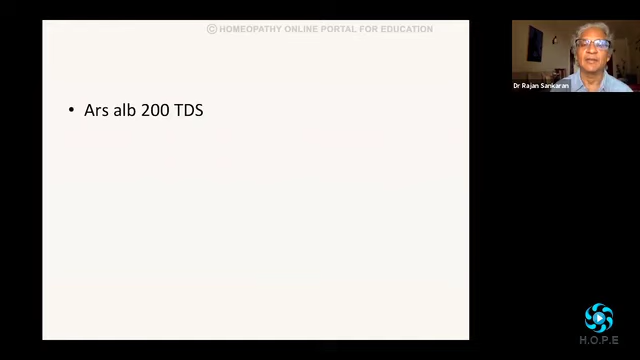 © HOMEOPATHY ONLINE PORTAL FOR EDUCATION
• Ars alb 200 TDS
Dr Rajan Sankaran
H.O.P.E